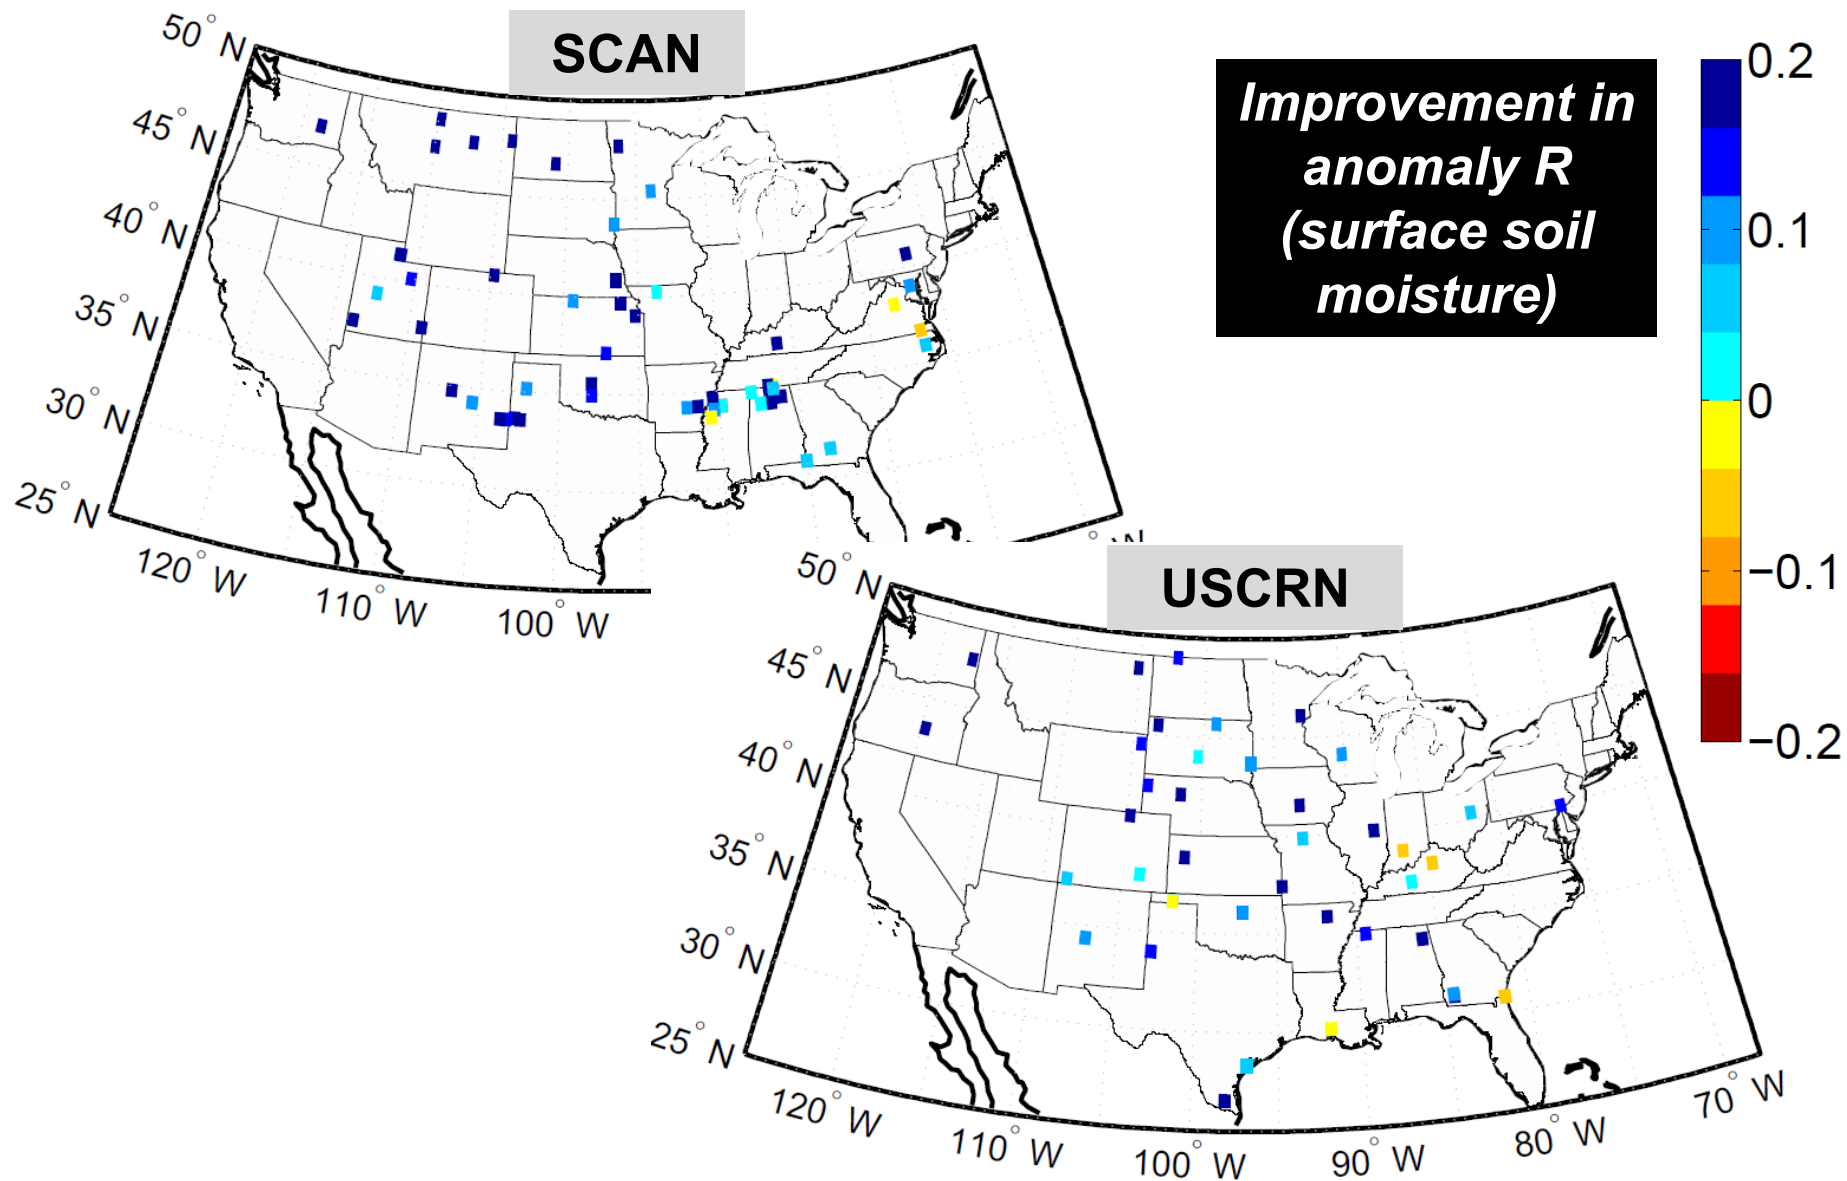 SCAN
50° N
45° N
40° N
35° N
30° N
25° N
120° W
110° W
100° W
Improvement in
anomaly R
(surface soil
moisture)
0.2
0.1
0
−0.1
−0.2
USCRN
50° N
45° N
40° N
35° N
30° N
25° N
120° W
110° W
100° W
90° W
80° W
70° W